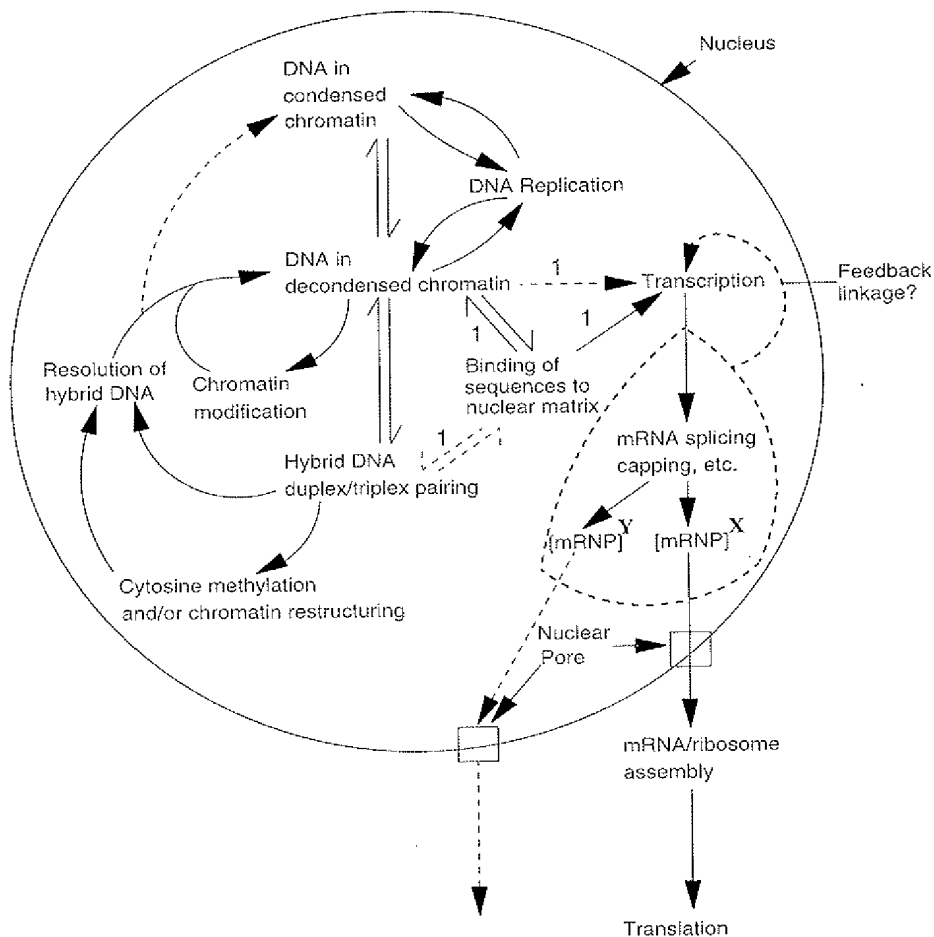 Nucleus
DNA in
condensed
chromatin
DNA Replication
DNA in
decondensed chromatin
1
Transcription
Feedback
linkage?
1
1
Binding of
sequences to
nuclear matrix
Resolution of
hybrid DNA
Chromatin
modification
1
mRNA splicing
capping, etc.
Hybrid DNA
duplex/triplex pairing
[mRNP]Y
[mRNP]X
Cytosine methylation
and/or chromatin restructuring
Nuclear
Pore
mRNA/ribosome
assembly
Translation